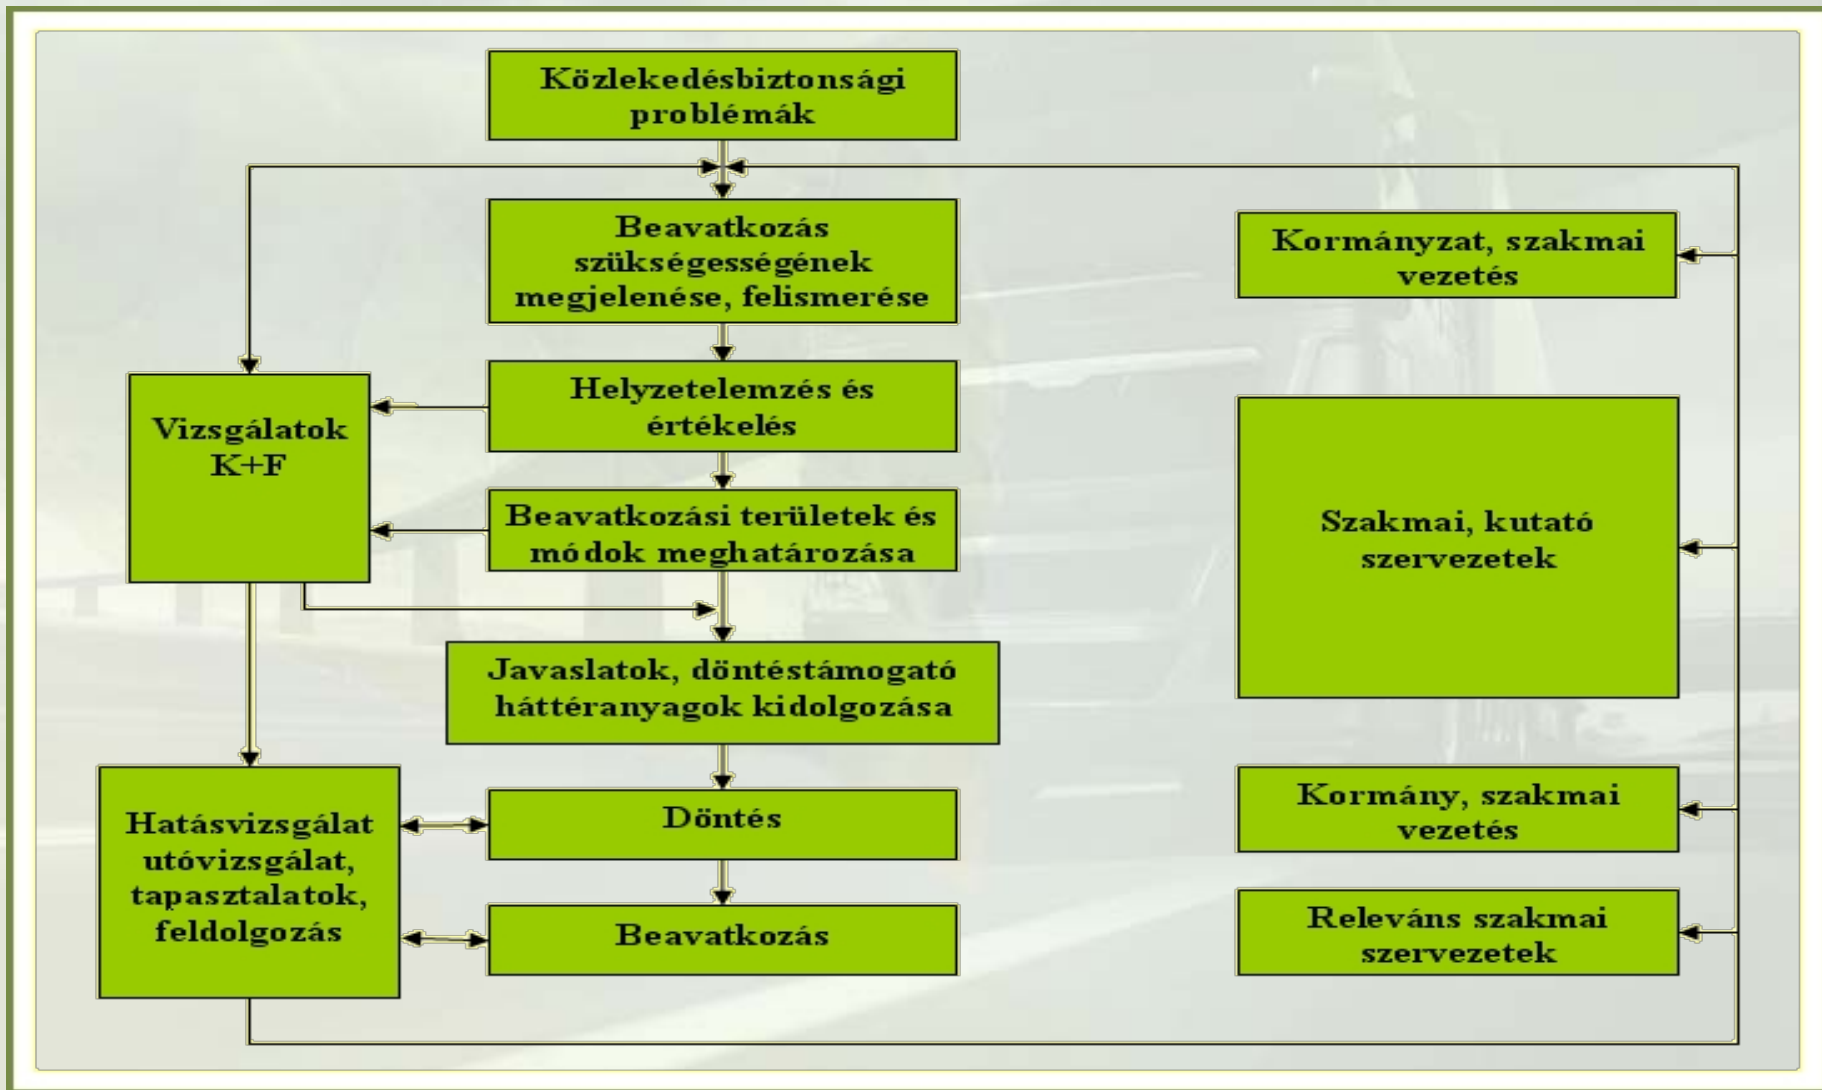 Közlekedésbiztonsági
problémák
Beavatkozás
szükségességének
megjelenése, felismerése
Kormányzat, szakmai
vezetés
Helyzetelemzés és
értékelés
Vizsgálatok
K+F
Beavatkozási területek és
módok meghatározása
Szakmai, kutató
szervezetek
Javaslatok, döntéstámogató
háttéranyagok kidolgozása
Döntés
Kormány, szakmai
vezetés
Hatásvizsgálat
utóvizsgálat,
tapasztalatok,
feldolgozás
Beavatkozás
Releváns szakmai
szervezetek